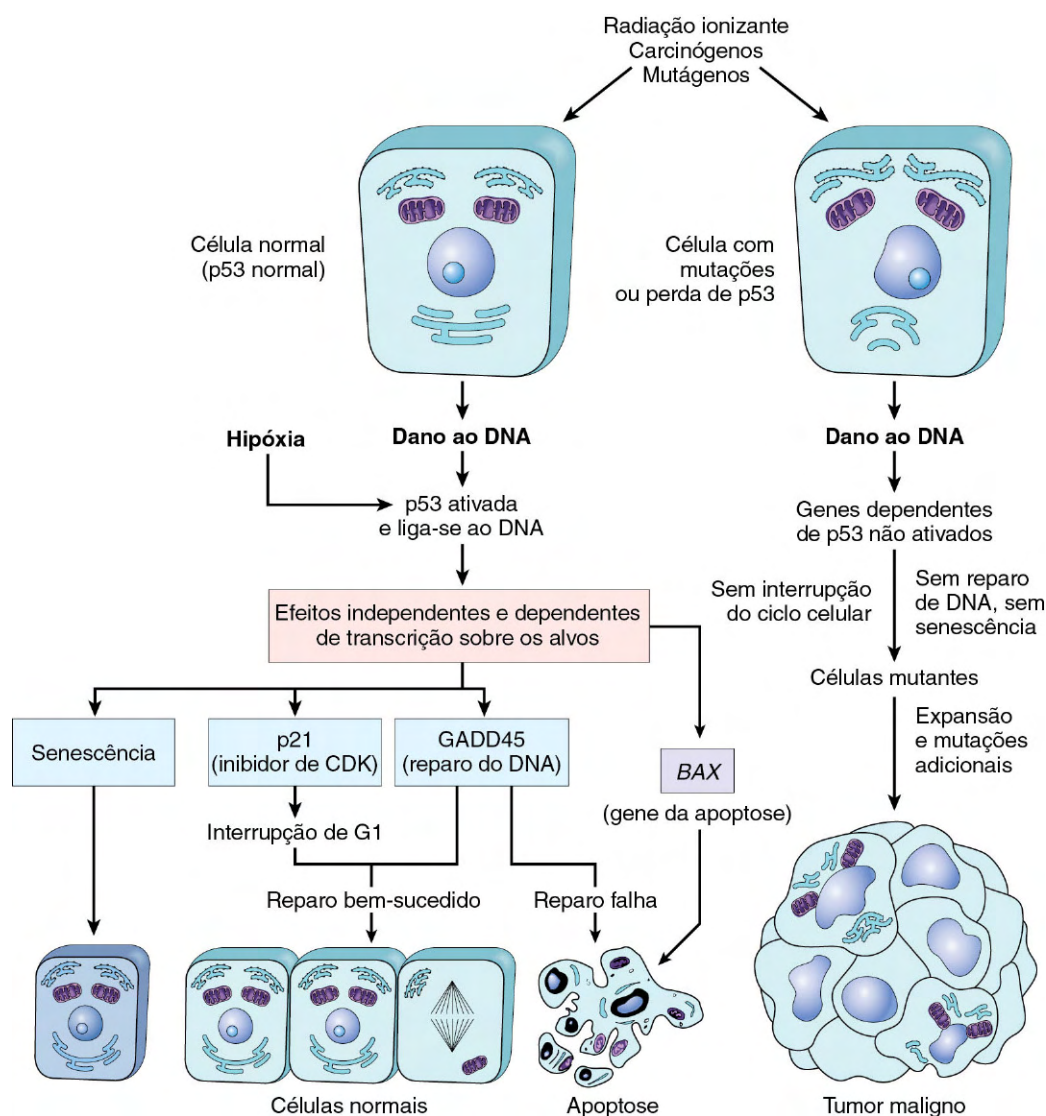 Radiação ionizante
Carcinógenos
Mutágenos
Célula normal
(p53 normal)
Célula com
mutações
ou perda de p53
Hipóxia
Dano ao DNA
Dano ao DNA
p53 ativada
e liga-se ao DNA
Genes dependentes
de p53 não ativados
Efeitos independentes e dependentes
de transcrição sobre os alvos
Sem interrupção
do ciclo celular
Sem reparo
de DNA, sem
senescência
Células mutantes
Senescência
p21
(inibidor de CDK)
GADD45
(reparo do DNA)
BAX
(gene da apoptose)
Expansão
e mutações
adicionais
Interrupção de G1
Reparo bem-sucedido
Reparo falha
Células normais
Apoptose
Tumor maligno